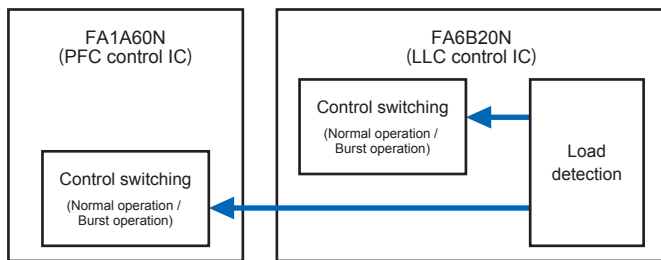 FA1A60N
(PFC control IC)
Control switching
(Normal operation /
Burst operation)
FA6B20N
(LLC control IC)
Control switching
(Normal operation /
Burst operation)
Load
detection